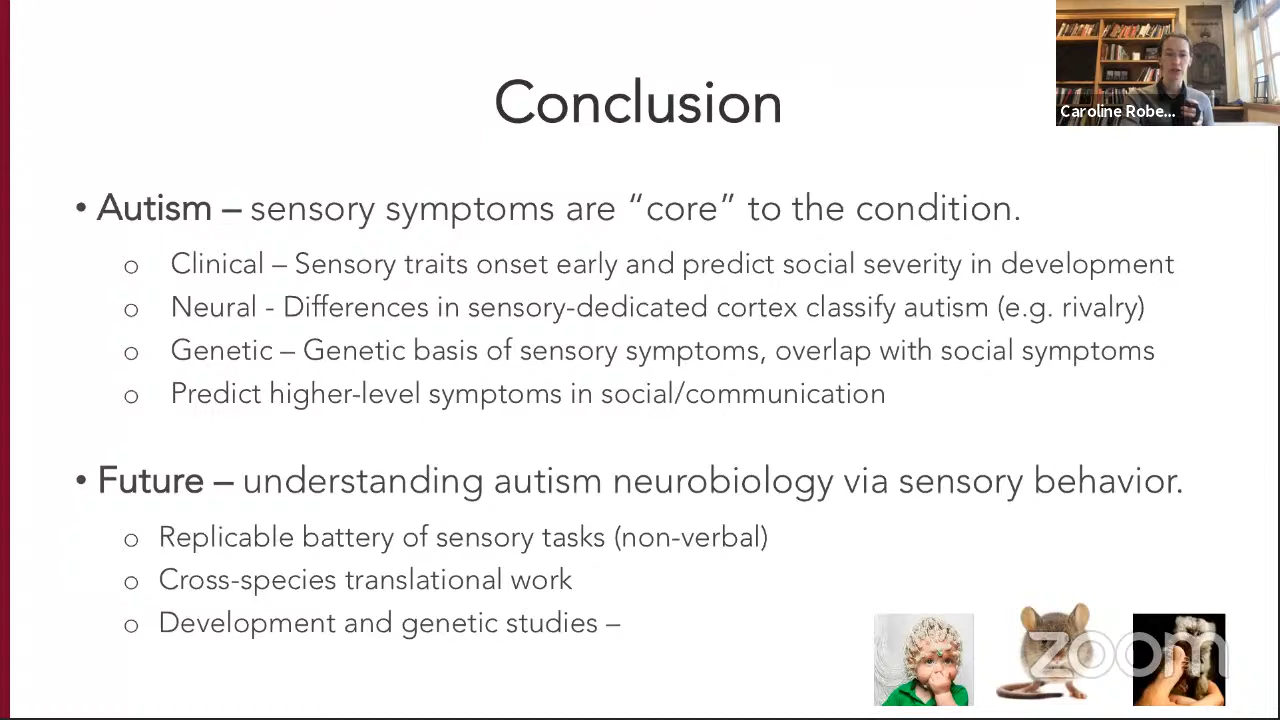 Conclusion
Caroline Robe...
• Autism – sensory symptoms are “core” to the condition.
o Clinical – Sensory traits onset early and predict social severity in development
o Neural - Differences in sensory-dedicated cortex classify autism (e.g. rivalry)
o Genetic – Genetic basis of sensory symptoms, overlap with social symptoms
o Predict higher-level symptoms in social/communication
• Future – understanding autism neurobiology via sensory behavior.
o Replicable battery of sensory tasks (non-verbal)
o Cross-species translational work
o Development and genetic studies –
zoom